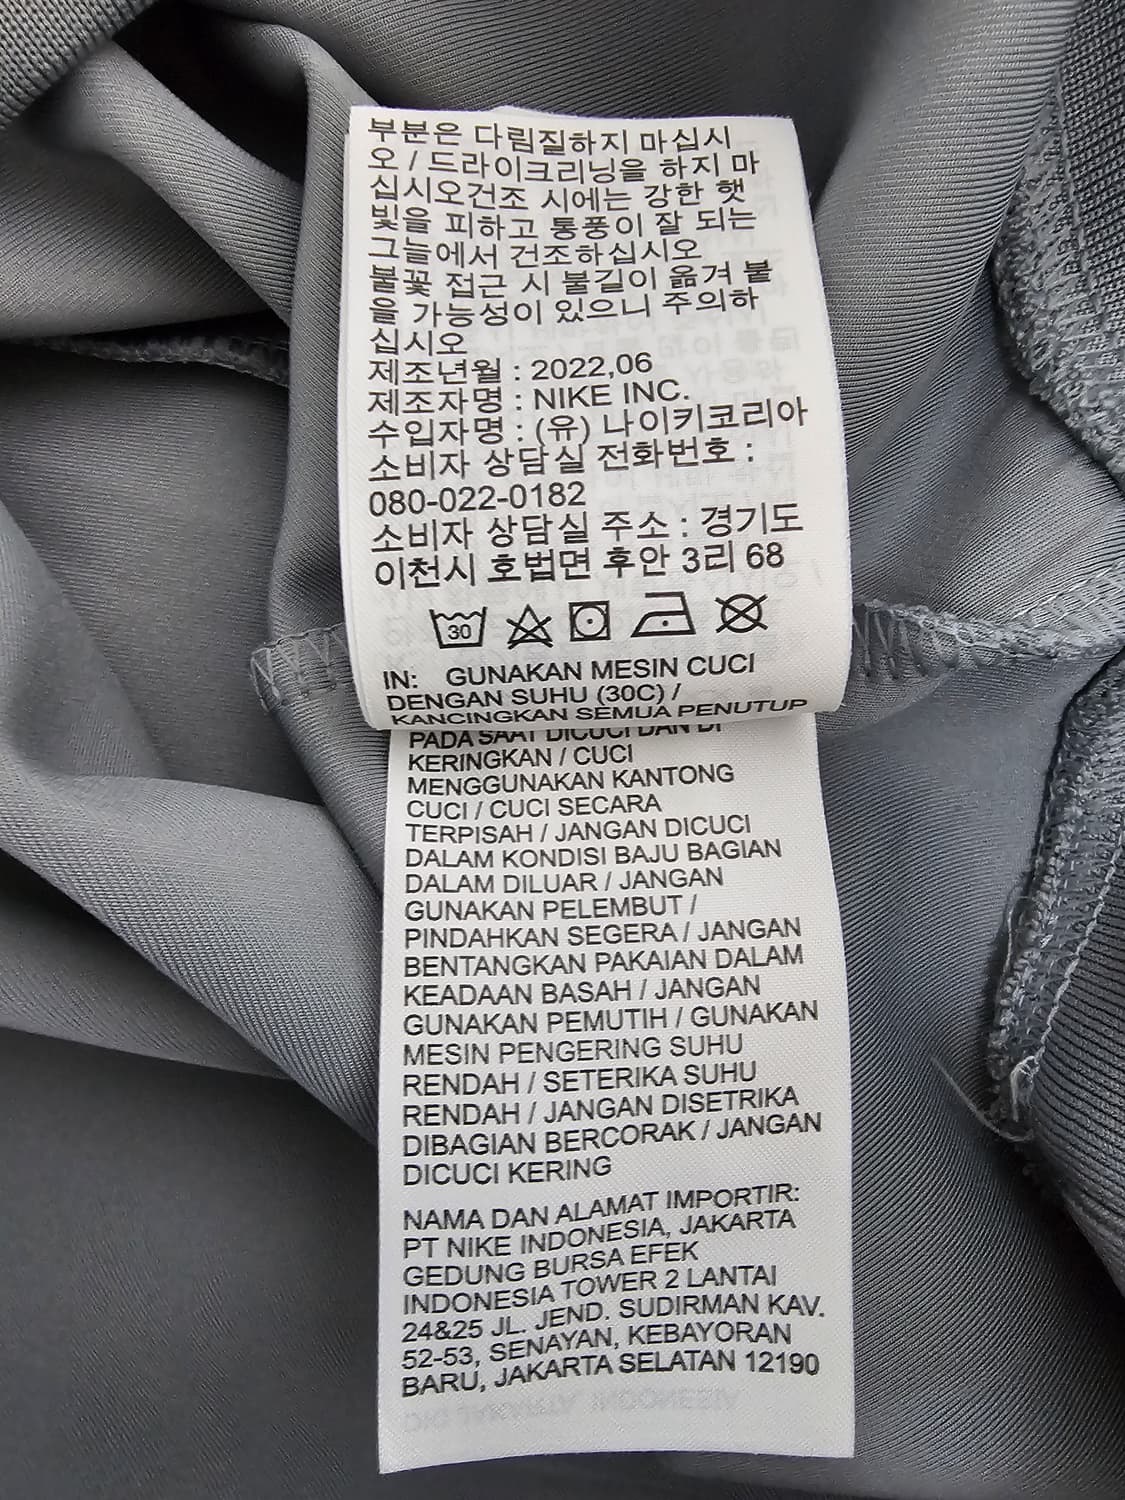 부분은 다림질하지 마십시
오 / 드라이크리닝을 하지 마
십시오건조 시에는 강한 햇
빛을 피하고 통풍이 잘 되는
그늘에서 건조하십시오
불꽃 접근 시 불길이 옮겨 붙
을 가능성이 있으니 주의하
십시오
제조년월 : 2022,06
제조자명 : NIKE INC.
수입자명 : (유) 나이키코리아
소비자 상담실 전화번호 :
080-022-0182
소비자 상담실 주소 : 경기도
이천시 호법면 후안 3리 68
30
IN: GUNAKAN MESIN CUCI
DENGAN SUHU (30C) /
KANCINGKAN SEMUA PENUTUP
PADA SAAT DICUCI DAN DI
KERINGKAN / CUCI
MENGGUNAKAN KANTONG
CUCI / CUCI SECARA
TERPISAH / JANGAN DICUCI
DALAM KONDISI BAJU BAGIAN
DALAM DILUAR / JANGAN
GUNAKAN PELEMBUT /
PINDAHKAN SEGERA / JANGAN
BENTANGKAN PAKAIAN DALAM
KEADAAN BASAH / JANGAN
GUNAKAN PEMUTIH / GUNAKAN
MESIN PENGERING SUHU
RENDAH / SETERIKA SUHU
RENDAH / JANGAN DISETRIKA
DIBAGIAN BERCORAK / JANGAN
DICUCI KERING
NAMA DAN ALAMAT IMPORTIR:
PT NIKE INDONESIA, JAKARTA
GEDUNG BURSA EFEK
INDONESIA TOWER 2 LANTAI
24&25 JL. JEND. SUDIRMAN KAV.
52-53, SENAYAN, KEBAYORAN
BARU, JAKARTA SELATAN 12190